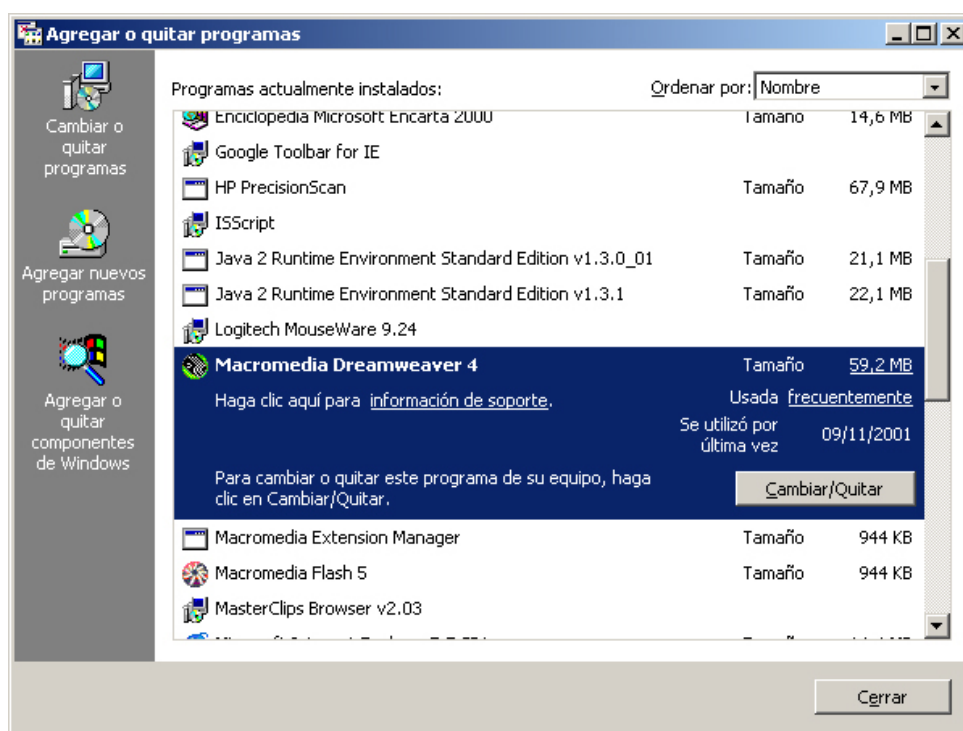 Agregar o quitar programas
Cambiar o
quitar
programas
Agregar nuevos
programas
Agregar o
quitar
componentes
de Windows
Programas actualmente instalados:
Ordenar por: Nombre
Enciclopedia Microsoft Encarta 2000 Tamaño 14,6 MB
Google Toolbar for IE
HP PrecisionScan Tamaño 67,9 MB
ISScript
Java 2 Runtime Environment Standard Edition v1.3.0_01 Tamaño 21,1 MB
Java 2 Runtime Environment Standard Edition v1.3.1 Tamaño 22,1 MB
Logitech MouseWare 9.24
Macromedia Dreamweaver 4 Tamaño 59,2 MB
Haga clic aquí para información de soporte. Usada frecuentemente
Se utilizó por
última vez 09/11/2001
Para cambiar o quitar este programa de su equipo, haga
clic en Cambiar/Quitar.
Cambiar/Quitar
Macromedia Extension Manager Tamaño 944 KB
Macromedia Flash 5 Tamaño 944 KB
MasterClips Browser v2.03
Cerrar